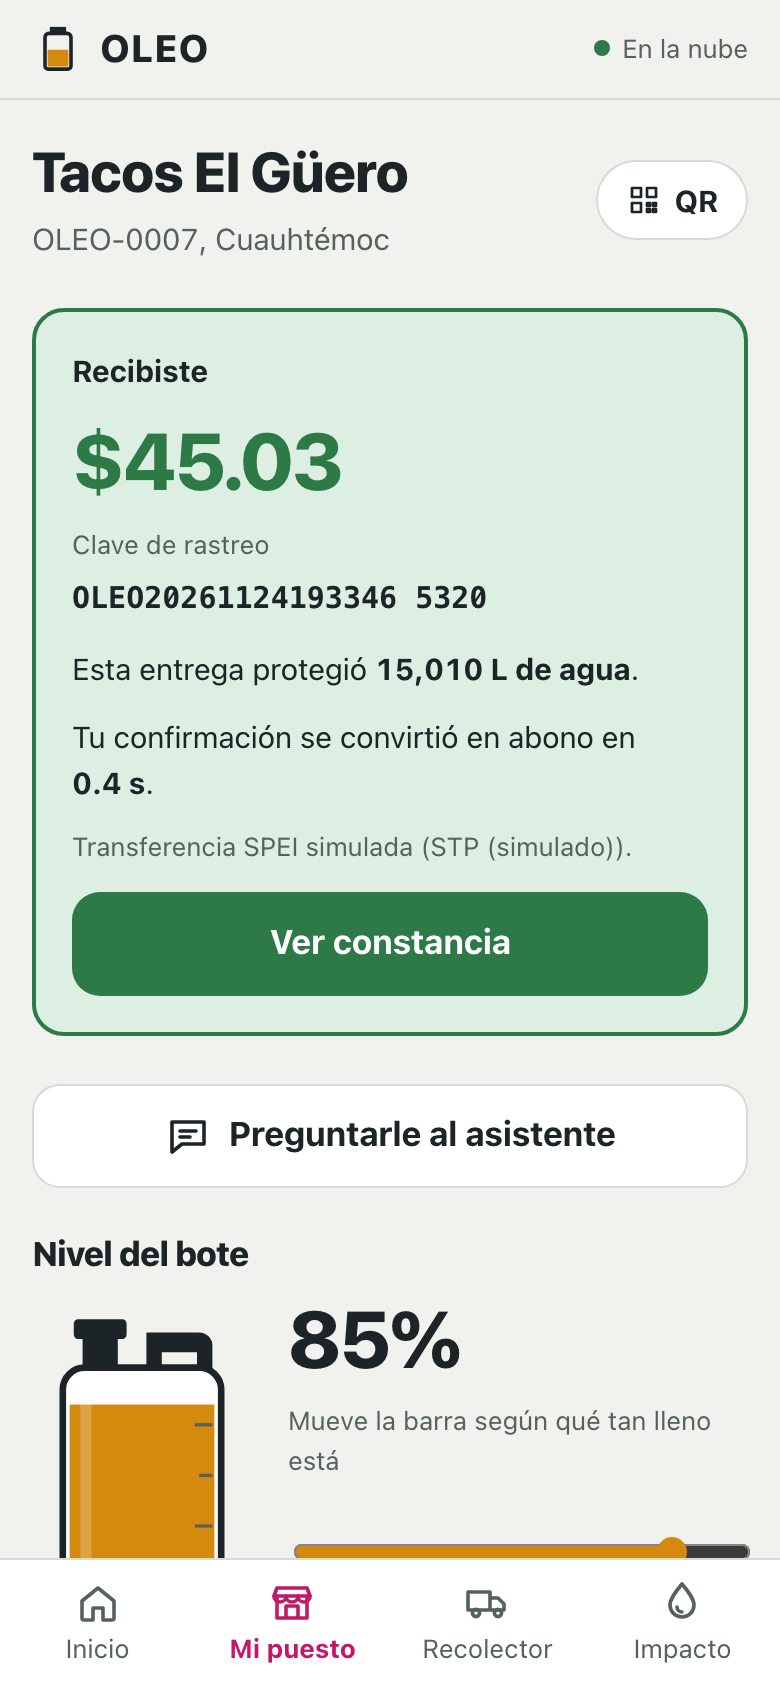 OLEO
En la nube
Tacos El Güero
QR
OLEO-0007, Cuauhtémoc
Recibiste
$45.03
Clave de rastreo
OLEO20261124193346 5320
Esta entrega protegió 15,010 L de agua.
Tu confirmación se convirtió en abono en
0.4 s.
Transferencia SPEI simulada (STP (simulado)).
Ver constancia
Preguntarle al asistente
Nivel del bote
85%
Mueve la barra según qué tan lleno
está
Inicio
Mi puesto
Recolector
Impacto